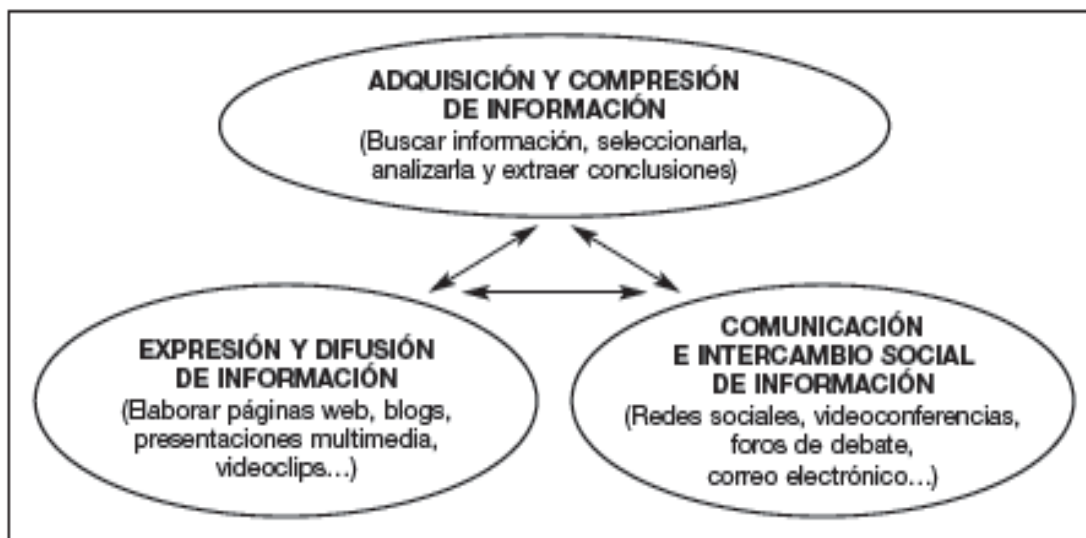 ADQUISICIÓN Y COMPRESIÓN
DE INFORMACIÓN
(Buscar información, seleccionarla,
analizarla y extraer conclusiones)
EXPRESIÓN Y DIFUSIÓN
DE INFORMACIÓN
(Elaborar páginas web, blogs,
presentaciones multimedia,
videoclips...)
COMUNICACIÓN
E INTERCAMBIO SOCIAL
DE INFORMACIÓN
(Redes sociales, videoconferencias,
foros de debate,
correo electrónico...)